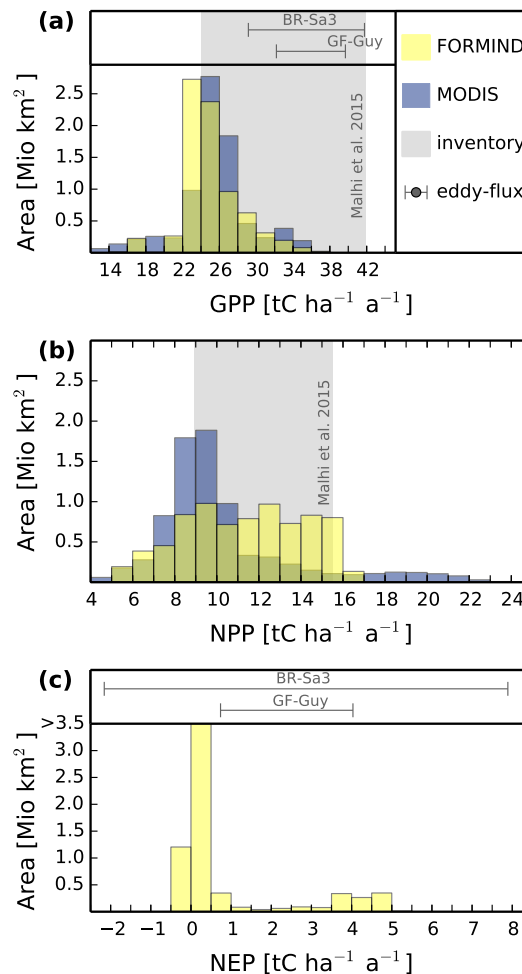 (a)
BR-Sa3
GF-Guy
FORMIND
MODIS
inventory
eddy-flux
Malhi et al. 2015
Area [Mio km² ]
2.5
2.0
1.5
1.0
0.5
14 18 22 26 30 34 38 42
GPP [tC ha⁻¹ a⁻¹ ]
(b)
Malhi et al. 2015
Area [Mio km² ]
2.5
2.0
1.5
1.0
0.5
4 6 8 10 12 14 16 18 20 22 24
NPP [tC ha⁻¹ a⁻¹ ]
(c)
BR-Sa3
GF-Guy
Area [Mio km² ]
>3.5
3.0
2.5
2.0
1.5
1.0
0.5
−2 −1 0 1 2 3 4 5 6 7 8
NEP [tC ha⁻¹ a⁻¹ ]